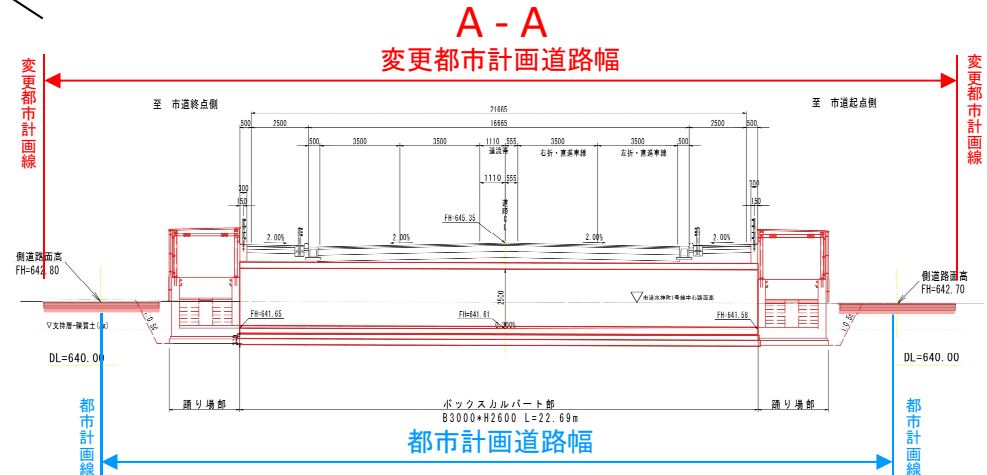 A - A
変更都市計画道路幅
変更都市計画線
変更都市計画線
至 市道終点側
至 市道起点側
21665
500 2500 16665 2500 500
500 3500 3500 1110 555 3500 3500 500
右折・直進車線 左折・直進車線
1110 555
300
150
300
150
道路CL
FH=645.35
2.00% 2.00% 2.00% 2.00%
側道路面高
FH=642.80
側道路面高
FH=642.70
2500
FH=641.65 FH=641.61 FH=641.58
DL=640.00
DL=640.00
踊り場部 ボックスカルバート部 踊り場部
B3000*H2600 L=22.69m
都市計画道路幅
都市計画線
都市計画線